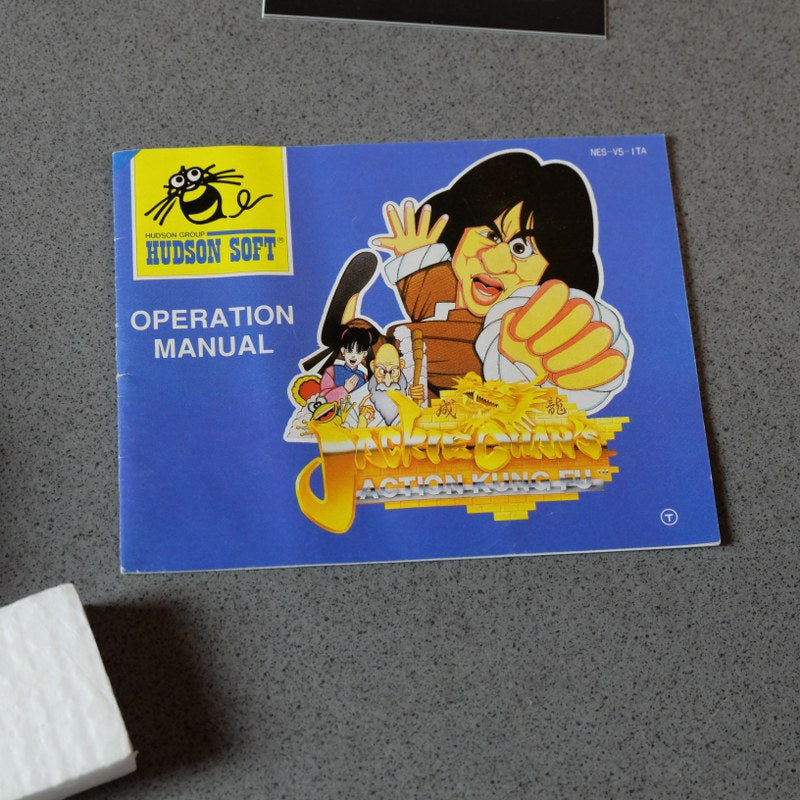 NES-V5-ITA
HUDSON GROUP
HUDSON SOFT®
OPERATION
MANUAL
成 龍
JACKIE CHAN'S
ACTION KUNG FU
T